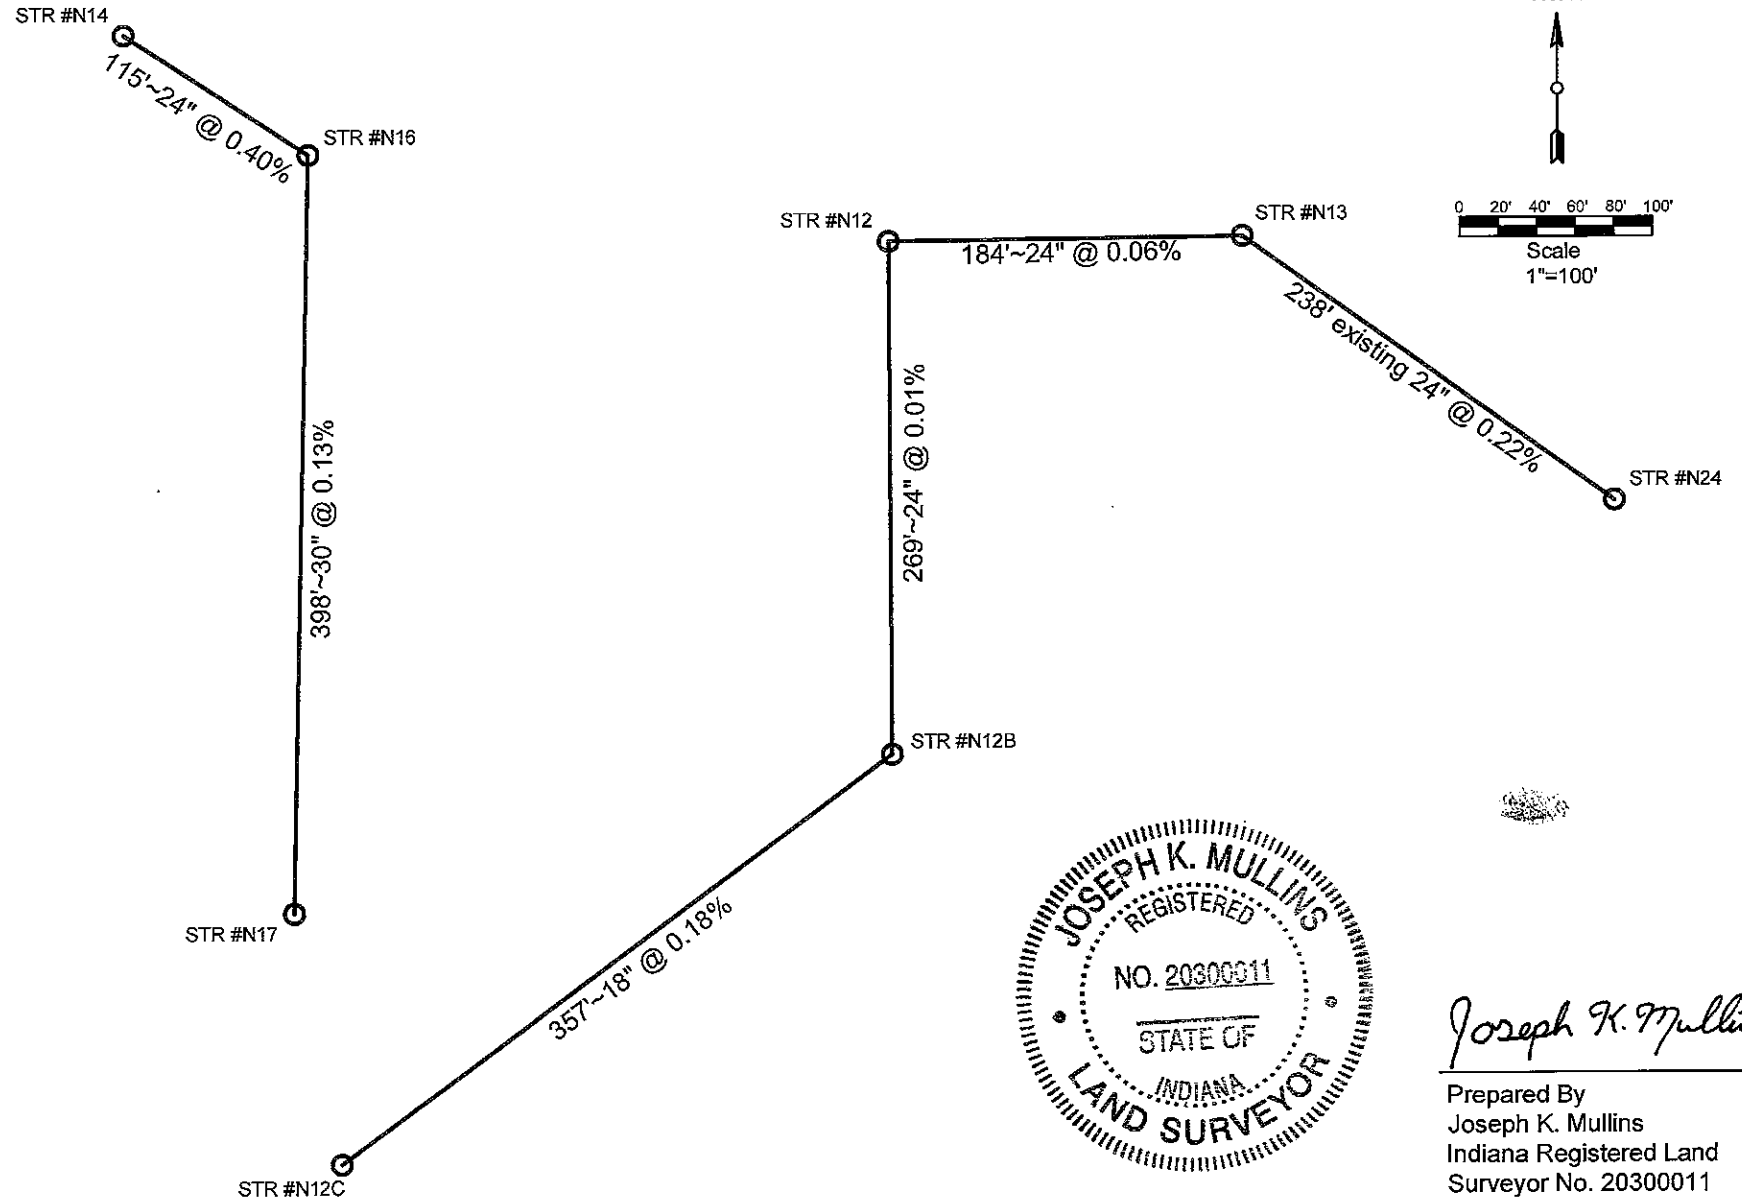 STR #N14
115'~24" @ 0.40%
STR #N16
STR #N12
STR #N13
184'~24" @ 0.06%
0 20' 40' 60' 80' 100'
Scale
1"=100'
238' existing 24" @ 0.22%
STR #N24
398'~30" @ 0.13%
269'~24" @ 0.01%
STR #N12B
STR #N17
357'~18" @ 0.18%
STR #N12C
JOSEPH K. MULLINS
REGISTERED
NO. 20300011
STATE OF
INDIANA
LAND SURVEYOR
Joseph K.
Prepared By
Joseph K. Mullins
Indiana Registered Land
Surveyor No. 20300011